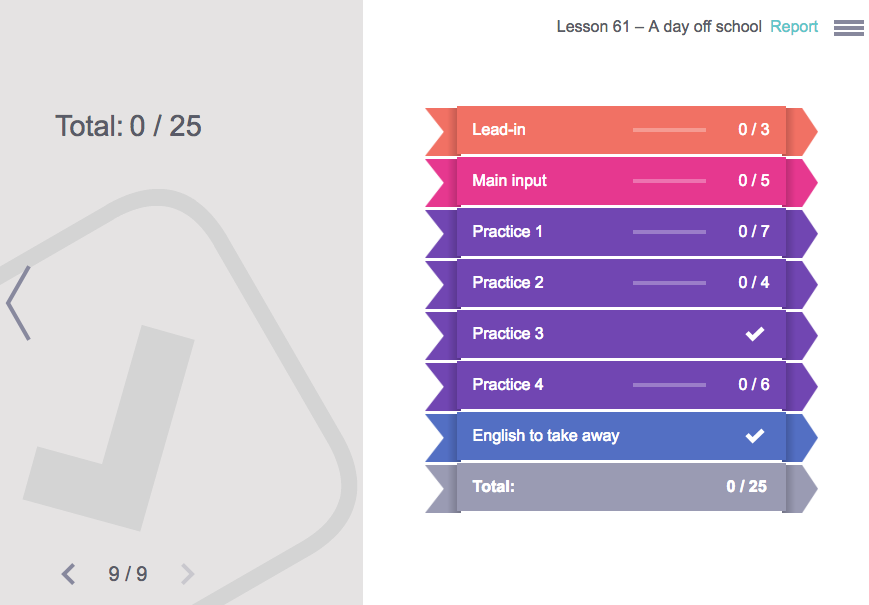 Lesson 61 – A day off school Report
Total: 0 / 25
Lead-in 0 / 3
Main input 0 / 5
Practice 1 0 / 7
Practice 2 0 / 4
Practice 3
Practice 4 0 / 6
English to take away
Total: 0 / 25
9 / 9